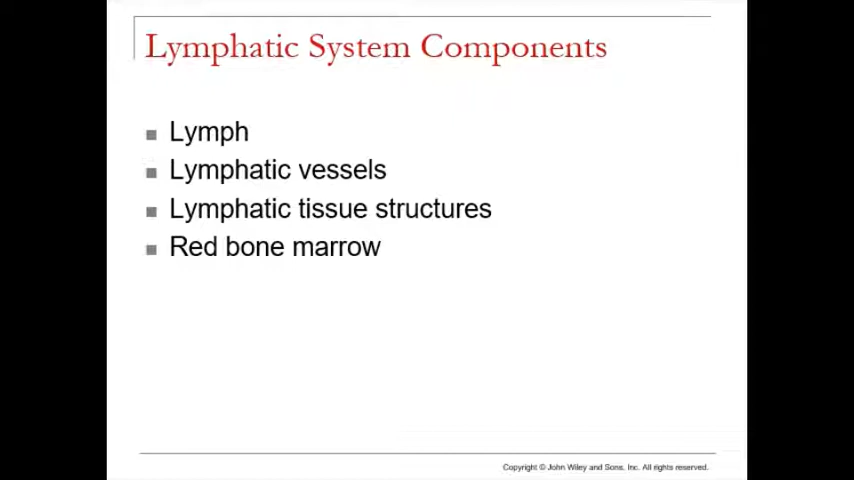 Lymphatic System Components
Lymph
Lymphatic vessels
Lymphatic tissue structures
Red bone marrow
Copyright © John Wiley and Sons, Inc. All rights reserved.